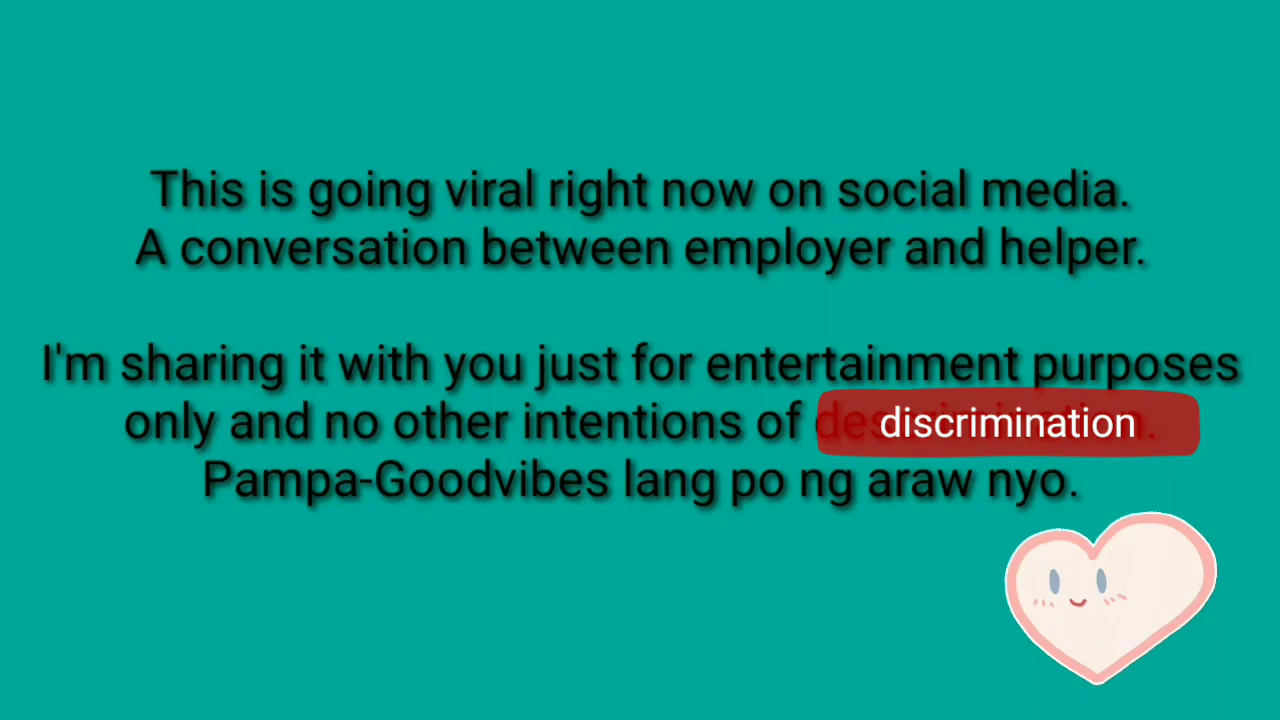 This is going viral right now on social media.
A conversation between employer and helper.
I'm sharing it with you just for entertainment purposes
only and no other intentions of discrimination
Pampa-Goodvibes lang po ng araw nyo.